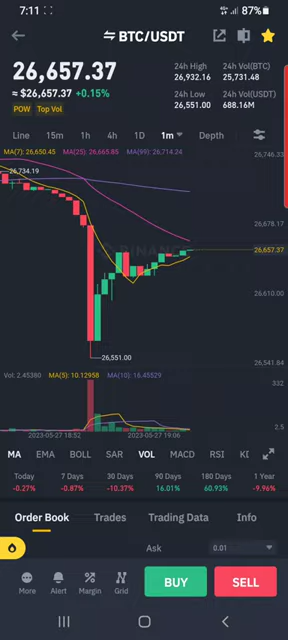 7:11 87%
BTC/USDT
26,657.37
≈ $26,657.37 +0.15%
POW Top Vol
24h High 24h Vol(BTC)
26,932.16 25,731.48
24h Low 24h Vol(USDT)
26,551.00 688.16M
Line 15m 1h 4h 1D 1m Depth
MA(7): 26,650.45 MA(25): 26,665.85 MA(99): 26,714.24
26,746.33
26,734.19
26,678.17
26,657.37
BINANCE
26,610.00
26,551.00
26,541.84
Vol: 2.45380 MA(5): 10.12958 MA(10): 16.45529
332
2.5
2023-05-27 18:52 2023-05-27 19:06
MA EMA BOLL SAR VOL MACD RSI
Today 7 Days 30 Days 90 Days 180 Days 1 Year
-0.27% -0.87% -10.37% 16.01% 60.93% -9.96%
Order Book Trades Trading Data Info
Ask 0.01
More Alert Margin Grid BUY SELL